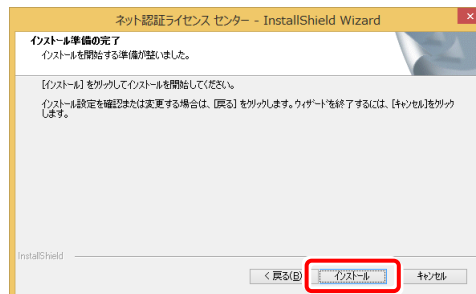 ネット認証ライセンス センター - InstallShield Wizard
インストール準備の完了
インストールを開始する準備が整いました。
[インストール] をクリックしてインストールを開始してください。
インストール設定を確認または変更する場合は、[戻る] をクリックします。ウィザードを終了するには、[キャンセル]をクリック
します。
InstallShield
< 戻る(B)
インストール
キャンセル